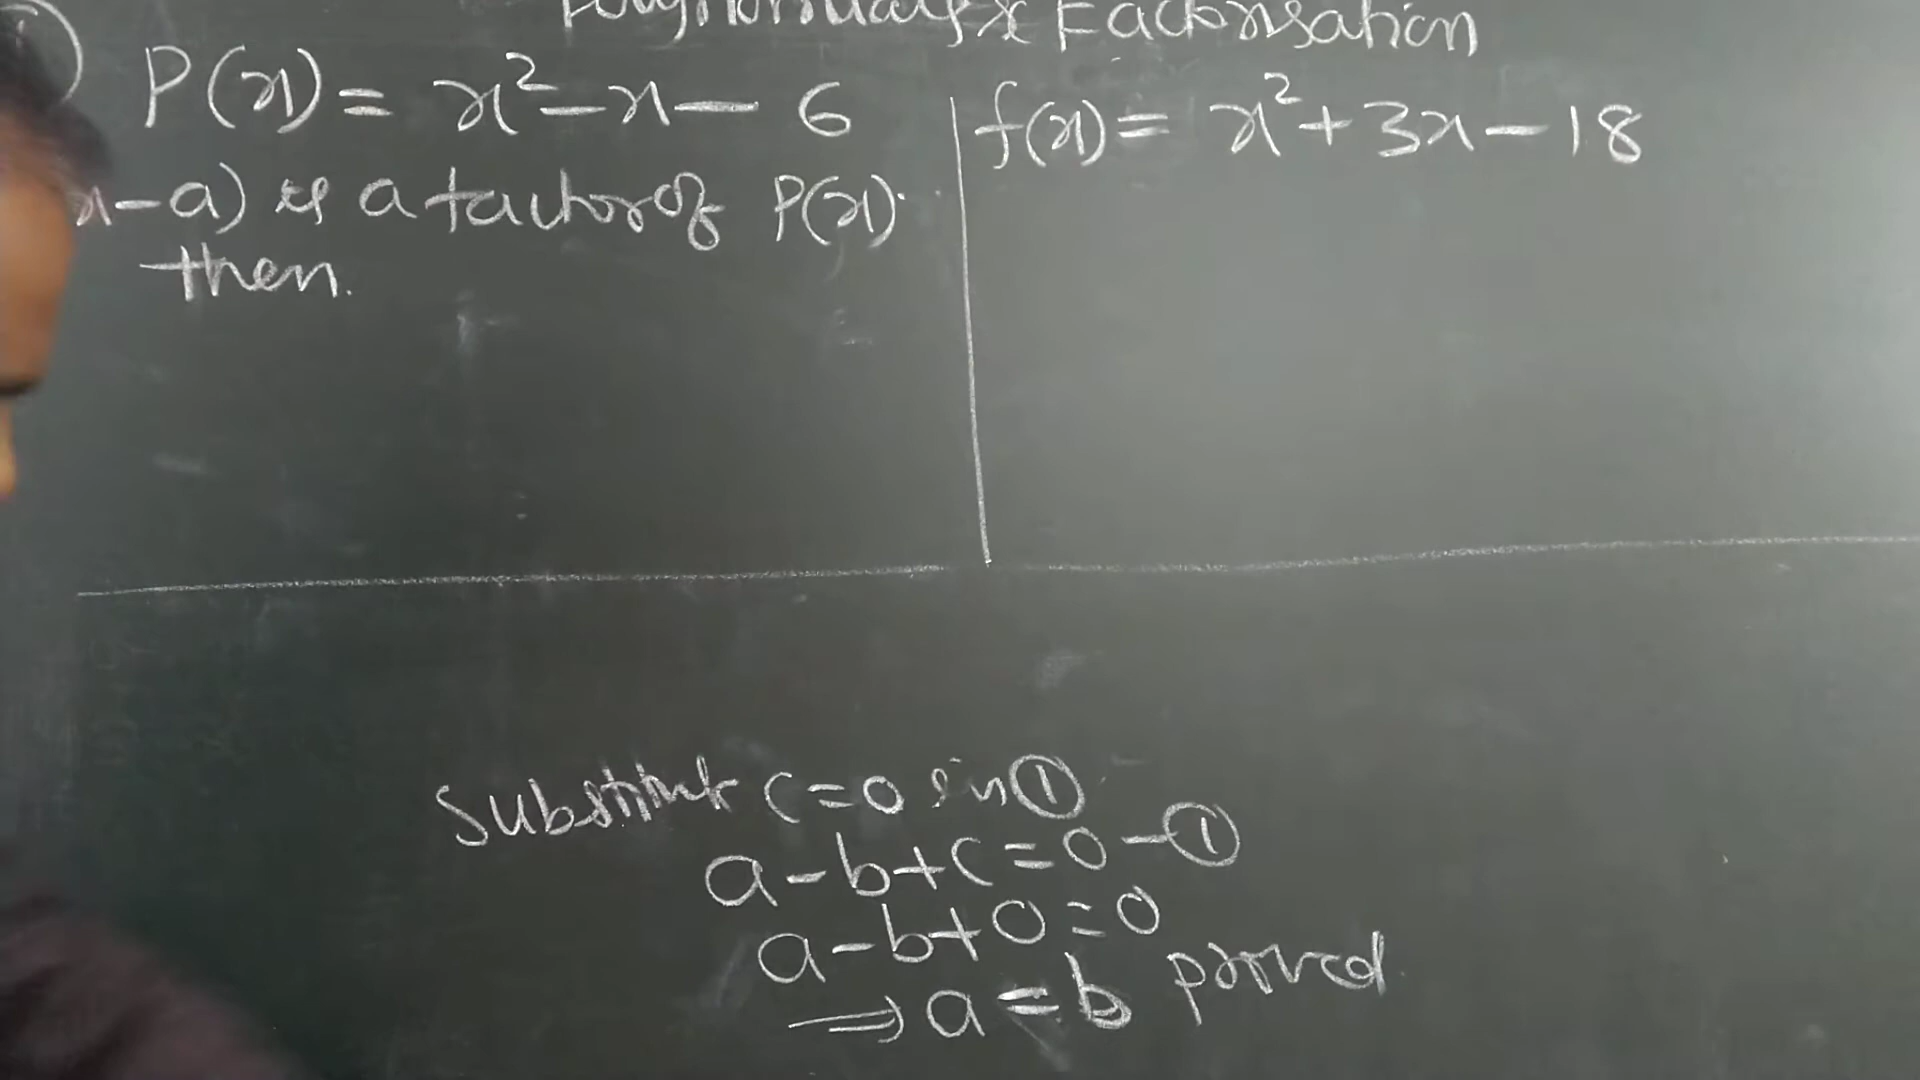 Polynomials & Factorisation
P(x) = x² - x - 6
x-a) is a factor of P(x)
then.
f(x) = x² + 3x - 18
Substitute c=0 in ①
a-b+c=0-①
a-b+0=0
⇒ a=b proved